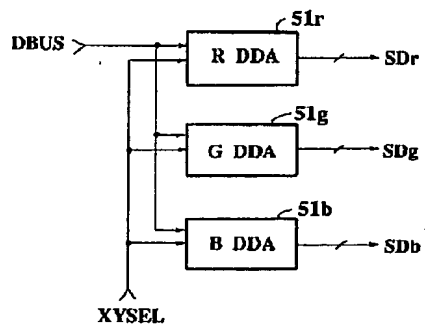 51r
DBUS
R DDA
SDr
51g
G DDA
SDg
51b
B DDA
SDb
XYSEL